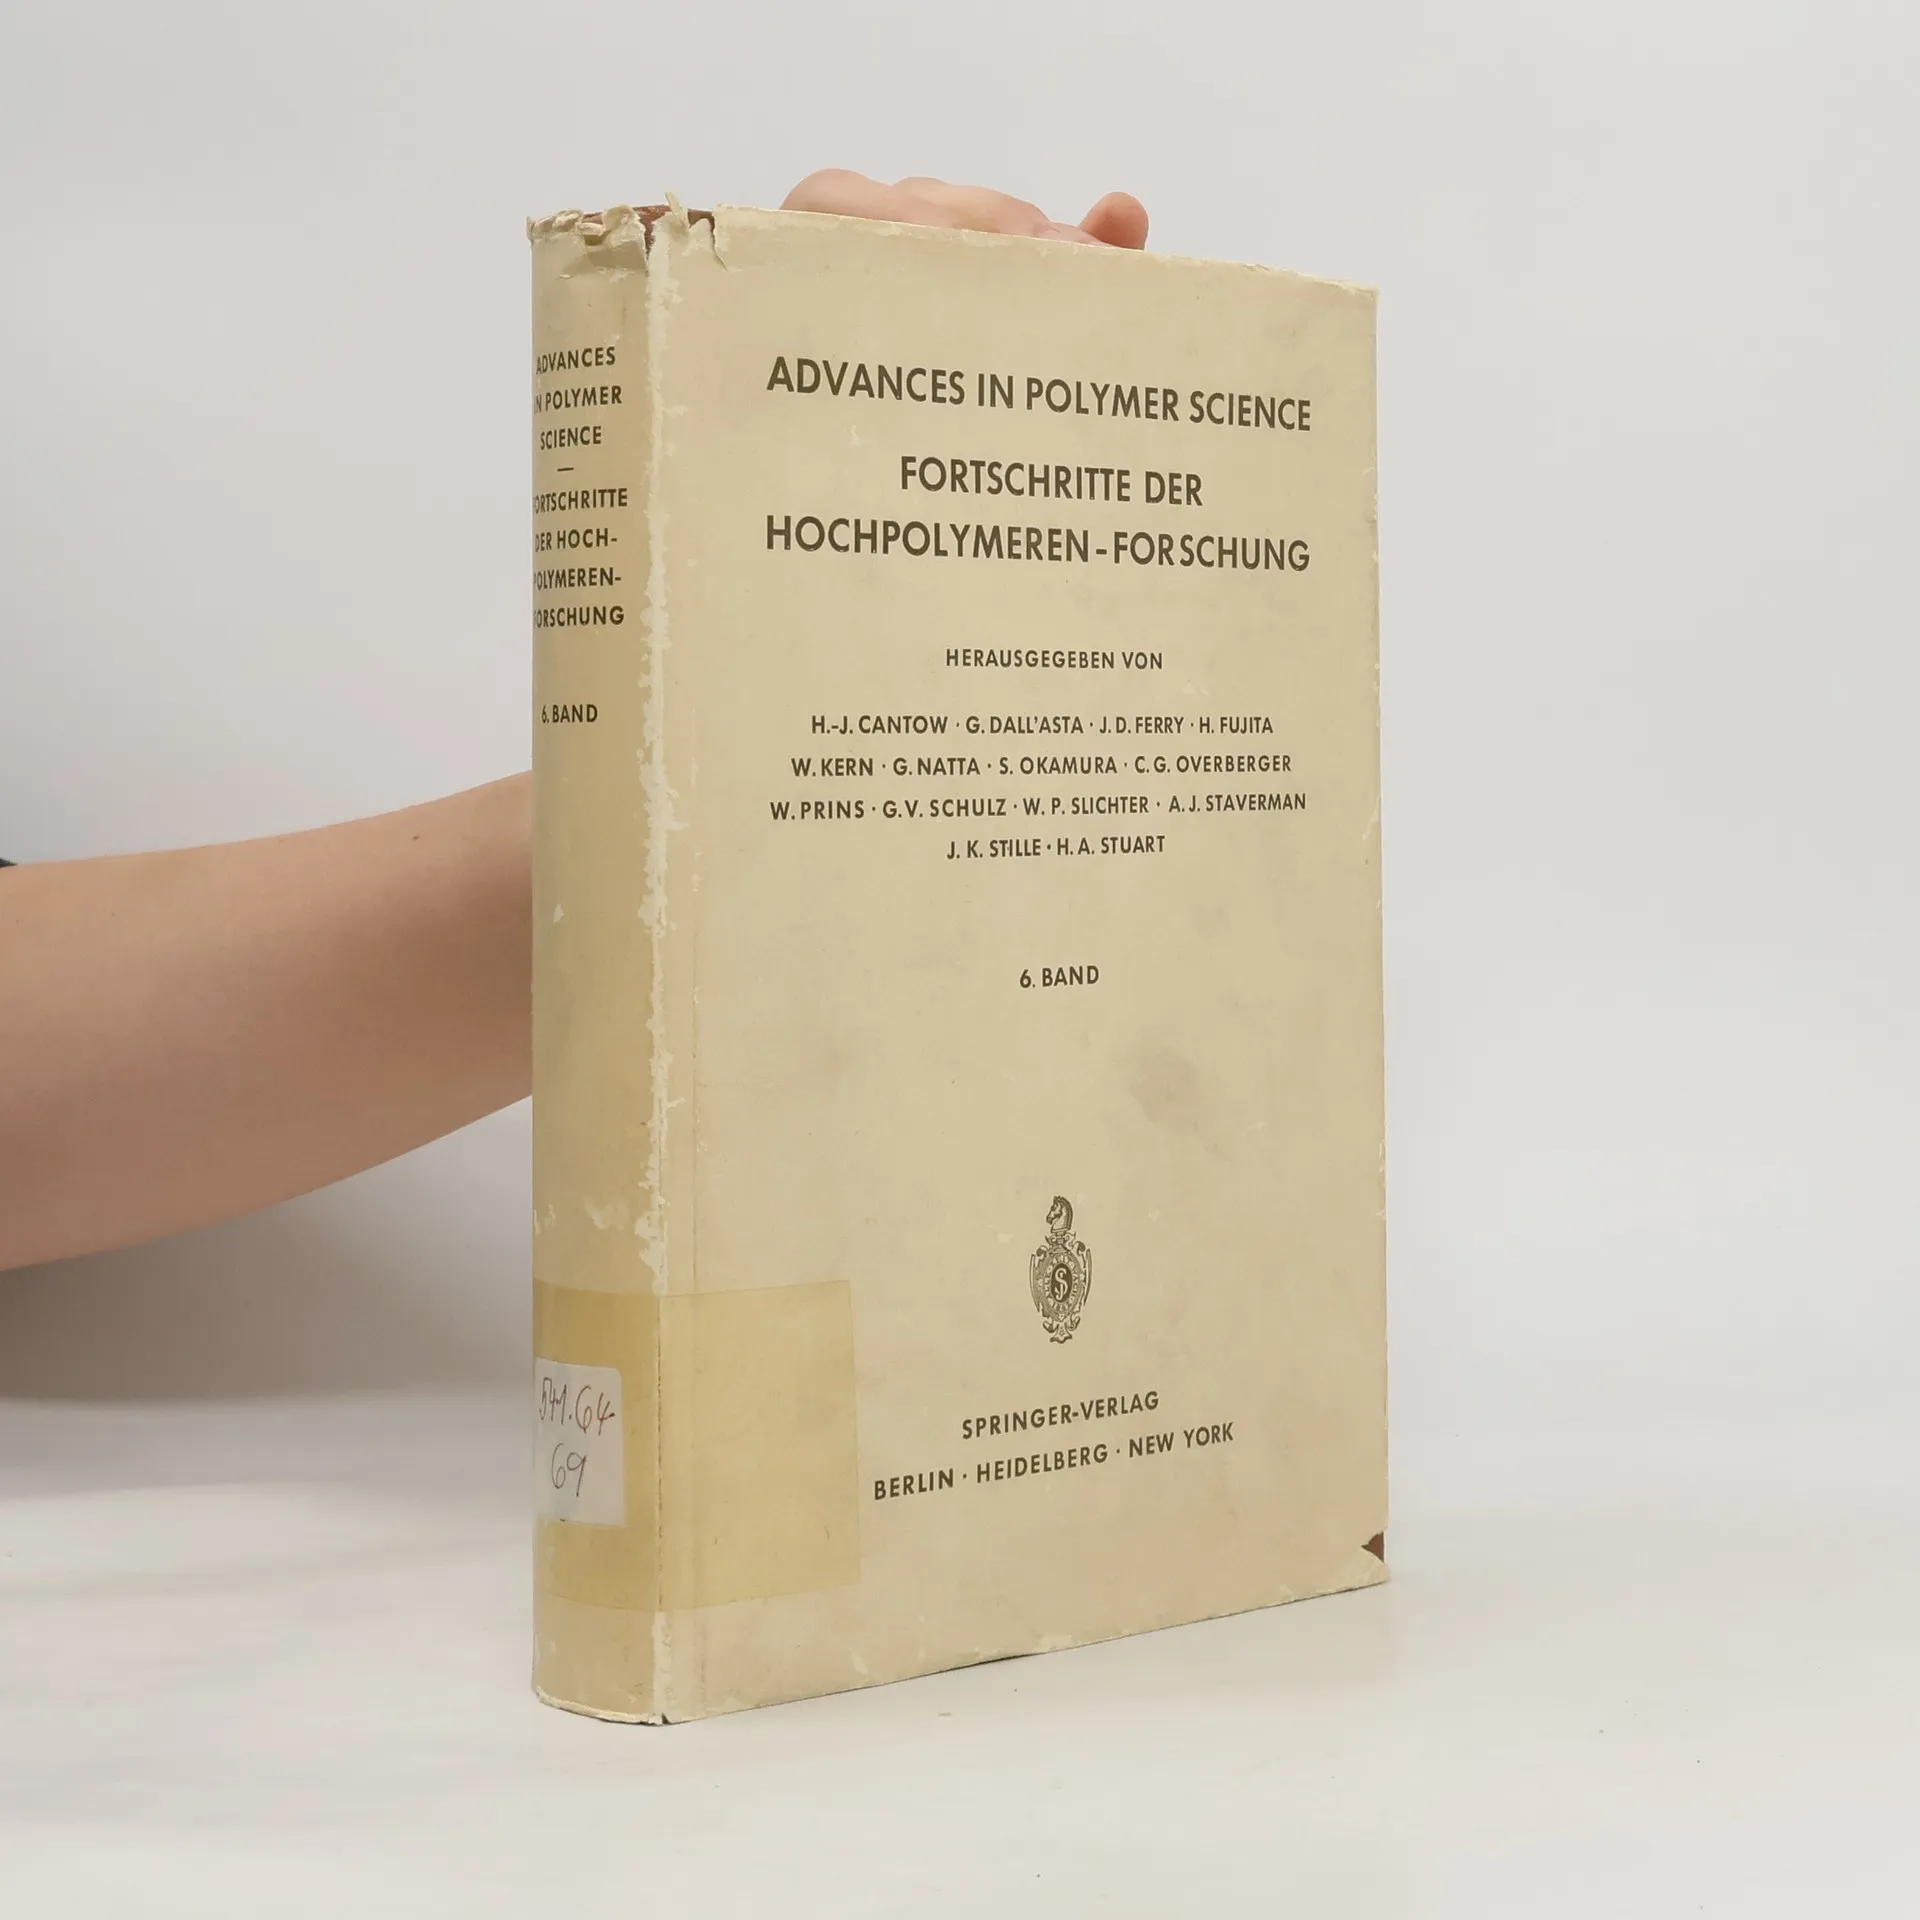 ADVANCES
IN POLYMER
SCIENCE
—
FORTSCHRITTE
DER HOCH-
POLYMEREN-
FORSCHUNG
6. BAND
541.64
69
ADVANCES IN POLYMER SCIENCE
FORTSCHRITTE DER
HOCHPOLYMEREN-FORSCHUNG
HERAUSGEGEBEN VON
H.-J. CANTOW · G. DALL'ASTA · J. D. FERRY · H. FUJITA
W. KERN · G. NATTA · S. OKAMURA · C. G. OVERBERGER
W. PRINS · G. V. SCHULZ · W. P. SLICHTER · A. J. STAVERMAN
J. K. STILLE · H. A. STUART
6. BAND
SPRINGER-VERLAG
BERLIN · HEIDELBERG · NEW YORK